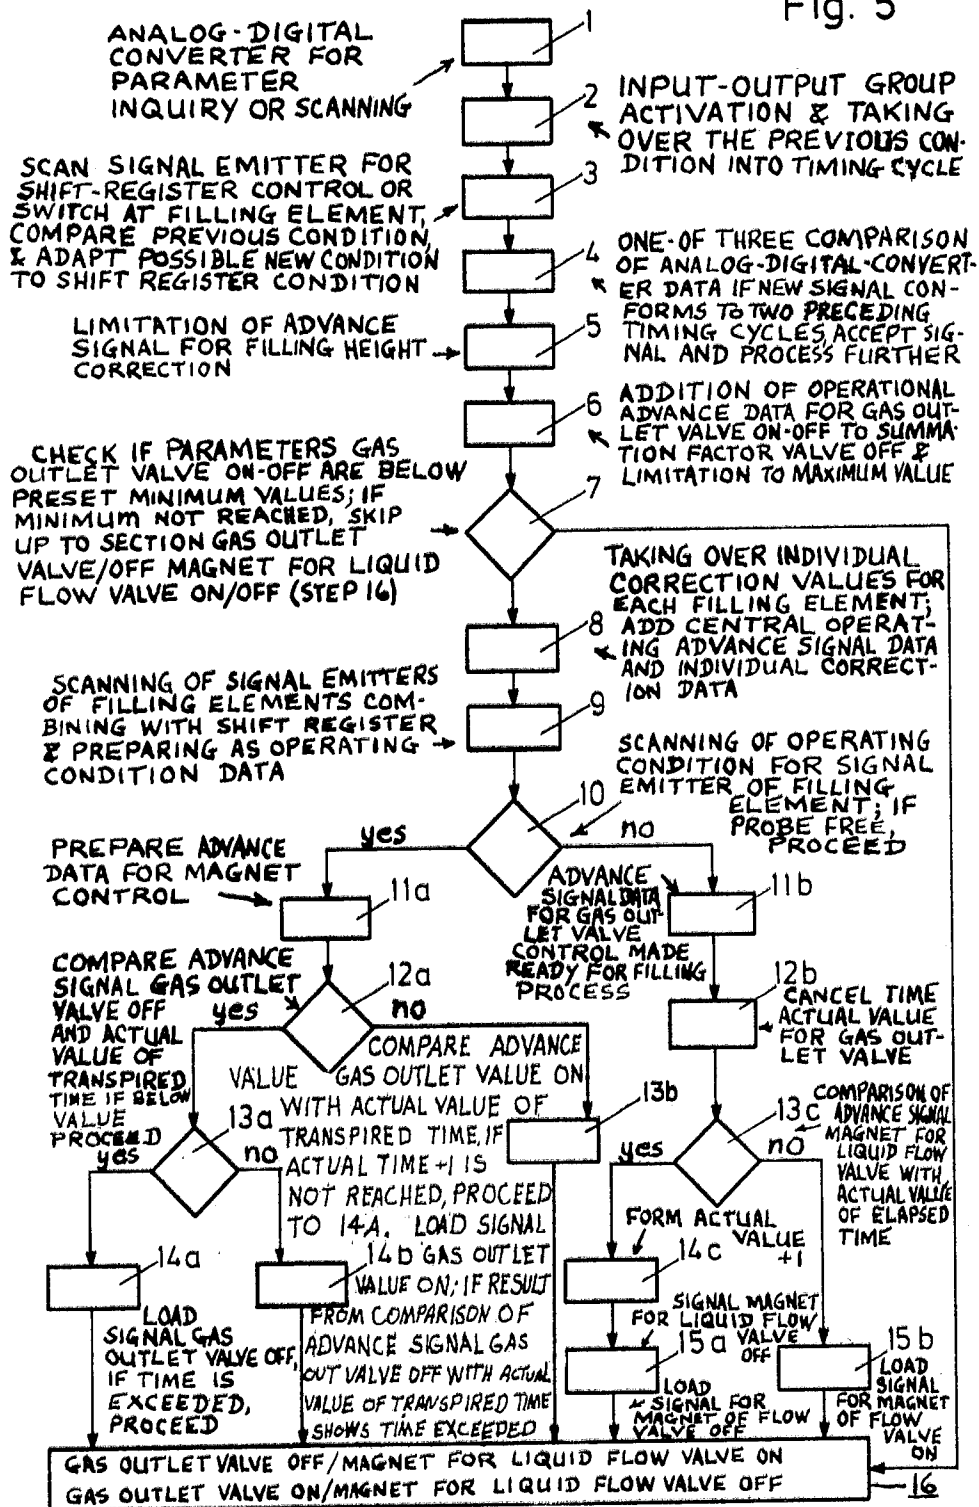 Fig. 5
1
ANALOG-DIGITAL
CONVERTER FOR
PARAMETER
INQUIRY OR SCANNING
2
INPUT-OUTPUT GROUP
ACTIVATION & TAKING
OVER THE PREVIOUS CON-
DITION INTO TIMING CYCLE
SCAN SIGNAL EMITTER FOR
SHIFT-REGISTER CONTROL OR
SWITCH AT FILLING ELEMENT,
COMPARE PREVIOUS CONDITION,
& ADAPT POSSIBLE NEW CONDITION
TO SHIFT REGISTER CONDITION
3
4
ONE-OF THREE COMPARISON
OF ANALOG-DIGITAL-CONVERT-
ER DATA IF NEW SIGNAL CON-
FORMS TO TWO PRECEDING
TIMING CYCLES, ACCEPT SIG-
NAL AND PROCESS FURTHER
LIMITATION OF ADVANCE
SIGNAL FOR FILLING HEIGHT
CORRECTION
5
6
ADDITION OF OPERATIONAL
ADVANCE DATA FOR GAS OUT-
LET VALVE ON-OFF TO SUMMA-
TION FACTOR VALVE OFF &
LIMITATION TO MAXIMUM VALUE
CHECK IF PARAMETERS GAS
OUTLET VALVE ON-OFF ARE BELOW
PRESET MINIMUM VALUES; IF
MINIMUM NOT REACHED, SKIP
UP TO SECTION GAS OUTLET
VALVE/OFF MAGNET FOR LIQUID
FLOW VALVE ON/OFF (STEP 16)
7
8
TAKING OVER INDIVIDUAL
CORRECTION VALUES FOR
EACH FILLING ELEMENT;
ADD CENTRAL OPERAT-
ING ADVANCE SIGNAL DATA
AND INDIVIDUAL CORRECT-
ION DATA
SCANNING OF SIGNAL EMITTERS
OF FILLING ELEMENTS COM-
BINING WITH SHIFT REGISTER
& PREPARING AS OPERATING
CONDITION DATA
9
10
SCANNING OF OPERATING
CONDITION FOR SIGNAL
EMITTER OF FILLING
ELEMENT; IF
PROBE FREE,
PROCEED
yes
no
PREPARE ADVANCE
DATA FOR MAGNET
CONTROL
11a
ADVANCE
SIGNAL DATA
FOR GAS OUT-
LET VALVE
CONTROL MADE
READY FOR FILLING
PROCESS
11b
COMPARE ADVANCE
SIGNAL GAS OUTLET
VALVE OFF
AND ACTUAL
VALUE OF
TRANSPIRED
TIME IF BELOW
VALUE
PROCEED
12a
yes
no
12b
CANCEL TIME
ACTUAL VALUE
FOR GAS OUT-
LET VALVE
COMPARE ADVANCE
VALUE GAS OUTLET VALUE ON
WITH ACTUAL VALUE OF
TRANSPIRED TIME, IF
ACTUAL TIME +1 IS
NOT REACHED, PROCEED
TO 14A. LOAD SIGNAL
GAS OUTLET
VALUE ON; IF RESULT
FROM COMPARISON OF
ADVANCE SIGNAL GAS
OUT VALVE OFF WITH ACTUAL
VALUE OF TRANSPIRED TIME
SHOWS TIME EXCEEDED
13a
yes
no
13b
13c
yes
no
COMPARISON OF
ADVANCE SIGNAL
MAGNET FOR
LIQUID FLOW
VALVE WITH
ACTUAL VALUE
OF ELAPSED
TIME
14a
LOAD
SIGNAL GAS
OUTLET VALVE OFF,
IF TIME IS
EXCEEDED,
PROCEED
14b
FORM ACTUAL
VALUE
+1
14c
SIGNAL MAGNET
FOR LIQUID FLOW
VALVE
OFF
15a
LOAD
SIGNAL FOR
MAGNET OF FLOW
VALVE OFF
15b
LOAD
SIGNAL
FOR MAGNET
OF FLOW
VALVE
ON
GAS OUTLET VALVE OFF/MAGNET FOR LIQUID FLOW VALVE ON
GAS OUTLET VALVE ON/MAGNET FOR LIQUID FLOW VALVE OFF
16